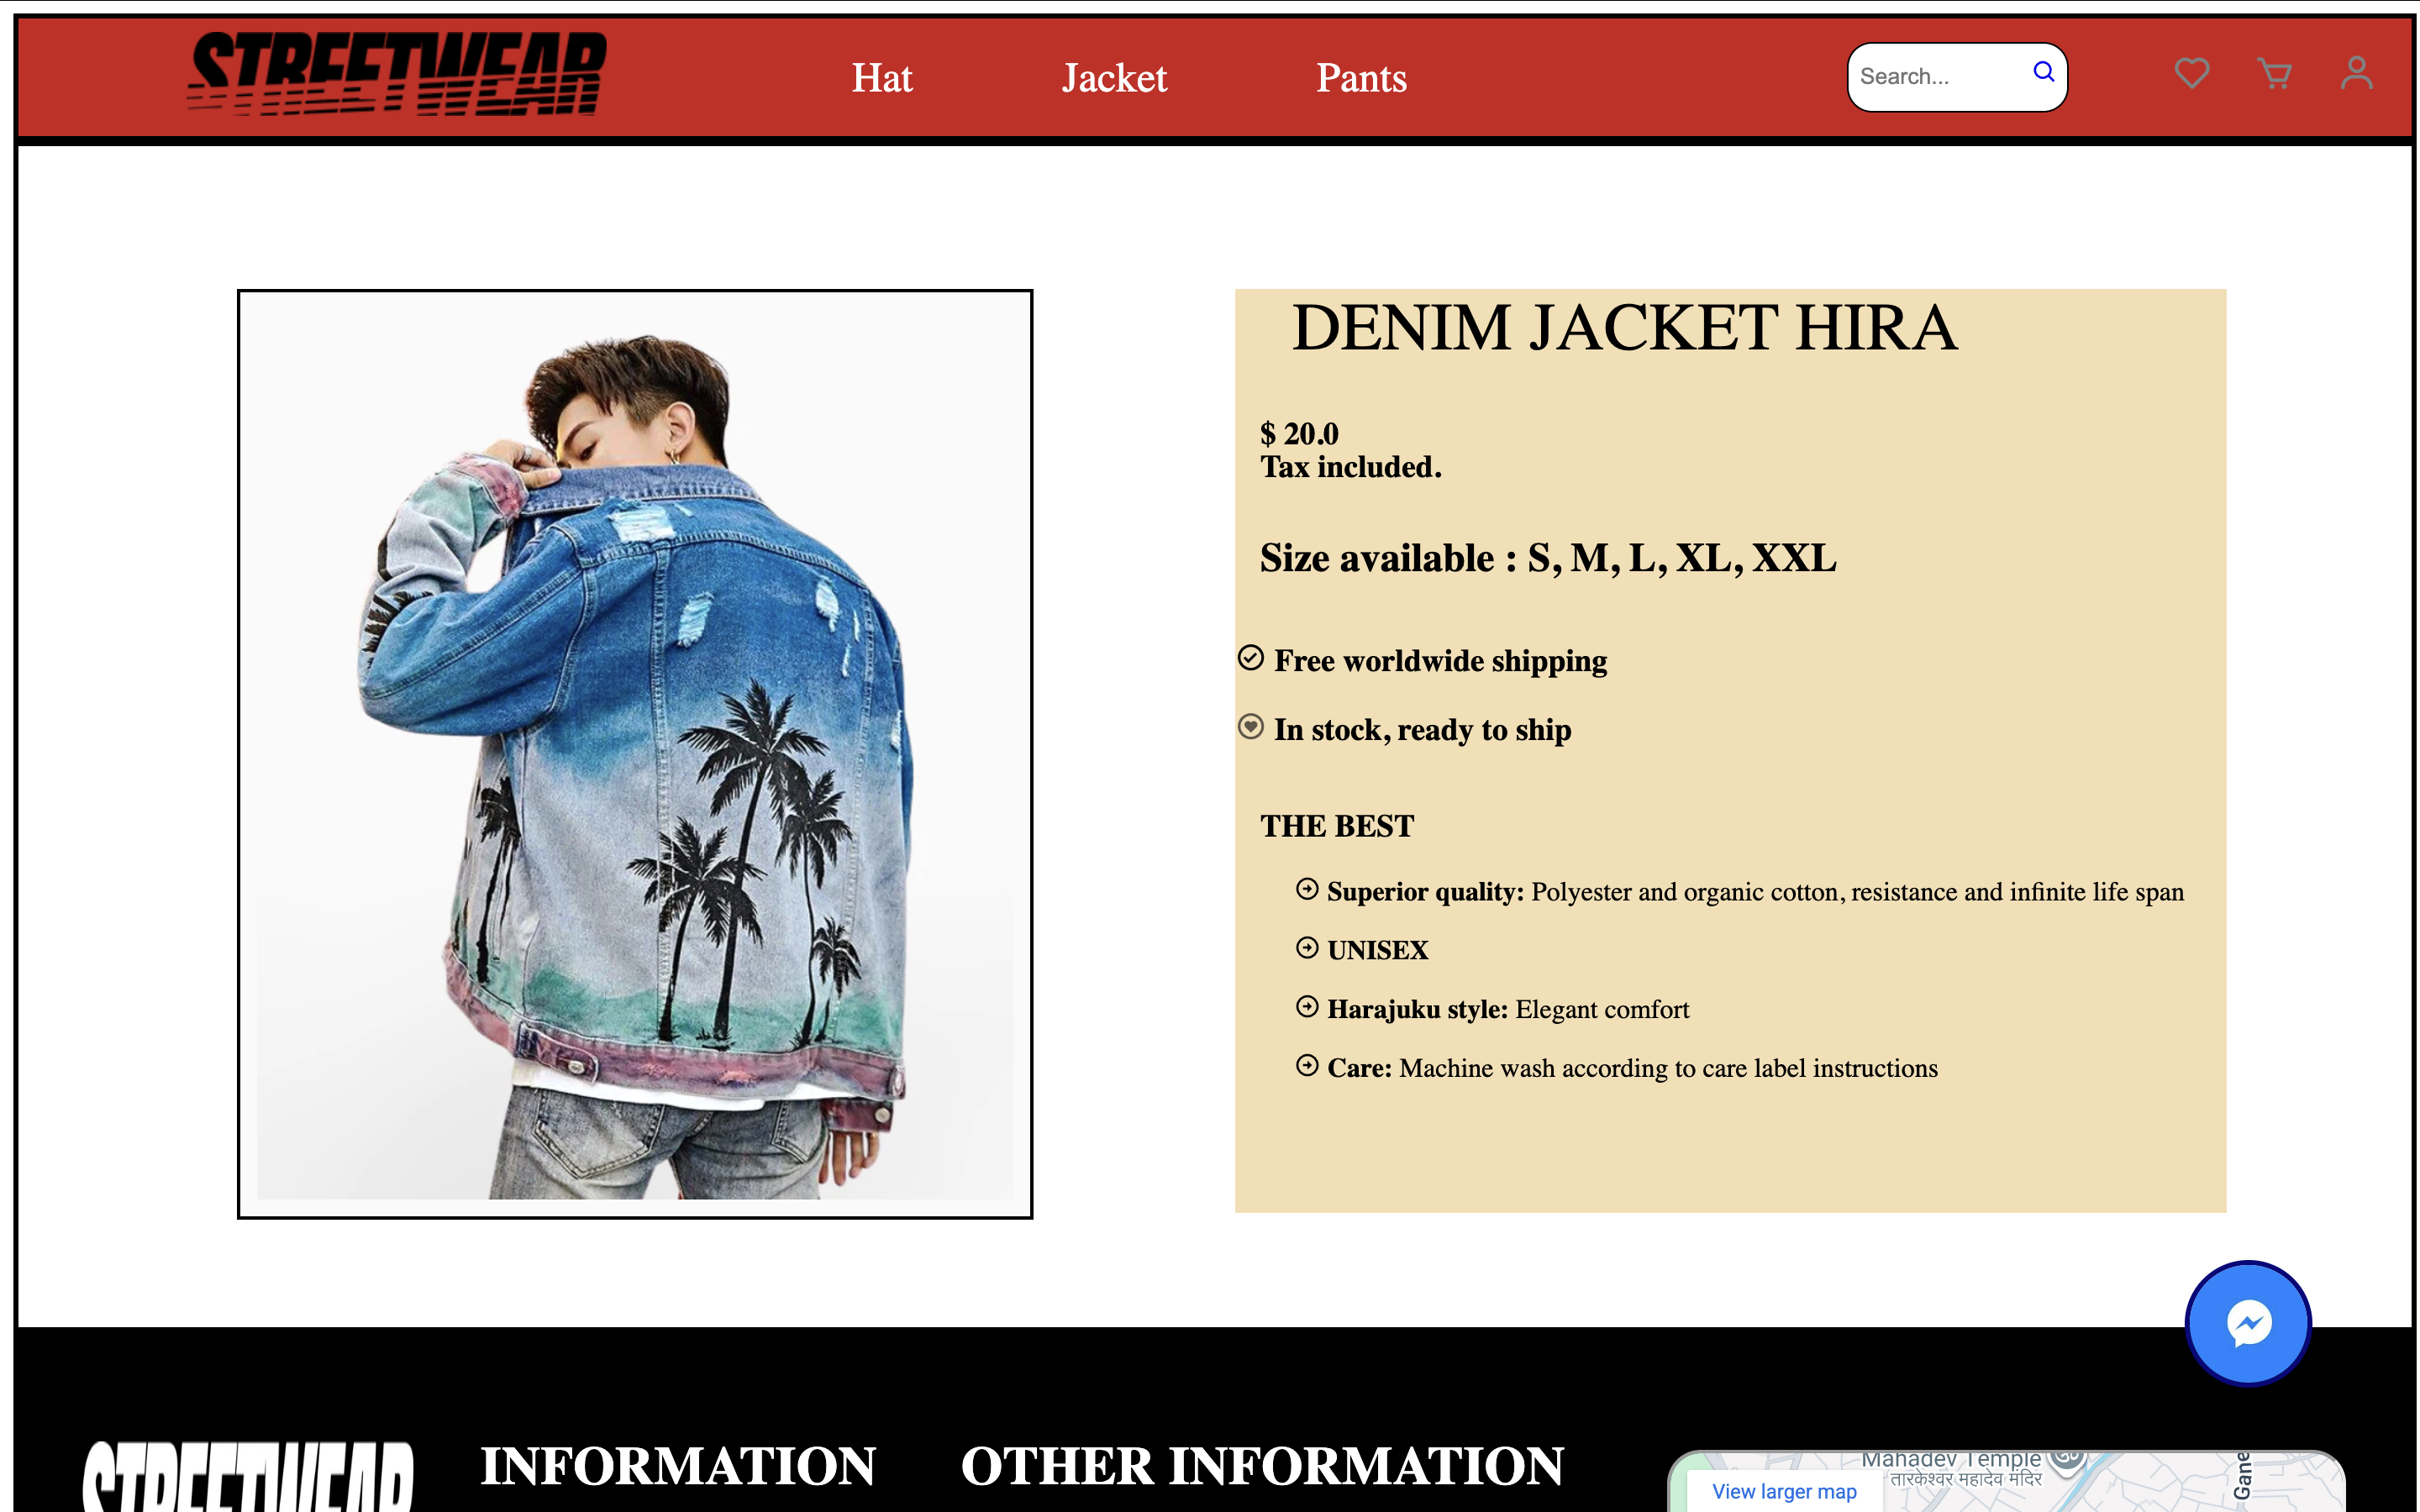 STREETWEAR
Hat
Jacket
Pants
Search...
DENIM JACKET HIRA
$ 20.0
Tax included.
Size available : S, M, L, XL, XXL
Free worldwide shipping
In stock, ready to ship
THE BEST
Superior quality: Polyester and organic cotton, resistance and infinite life span
UNISEX
Harajuku style: Elegant comfort
Care: Machine wash according to care label instructions
STREETWEAR
INFORMATION
OTHER INFORMATION
Mahadev Temple
तारकेश्वर महादेव मंदिर
View larger map
Gane